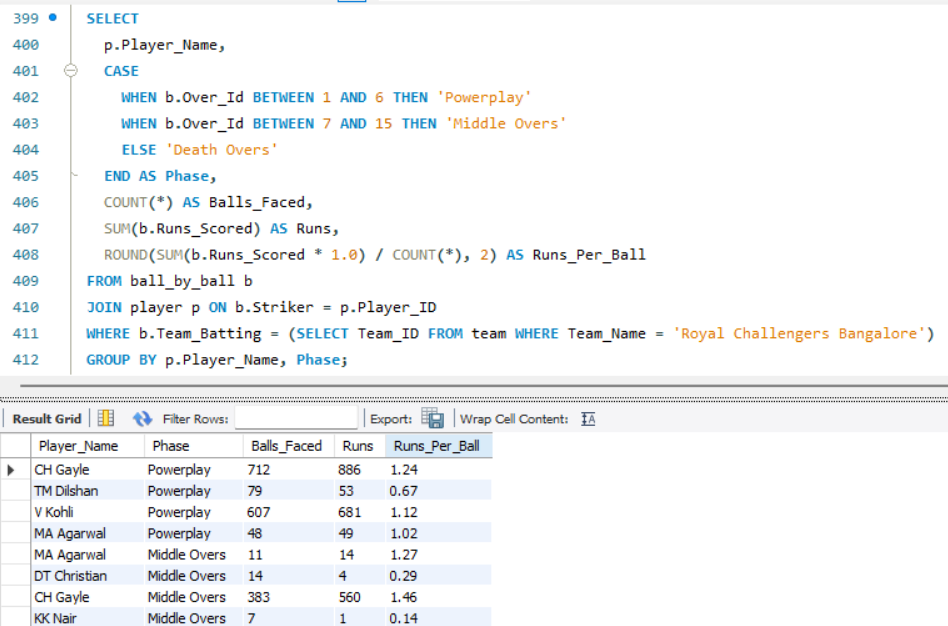 399 SELECT
400 p.Player_Name,
401 CASE
402 WHEN b.Over_Id BETWEEN 1 AND 6 THEN 'Powerplay'
403 WHEN b.Over_Id BETWEEN 7 AND 15 THEN 'Middle Overs'
404 ELSE 'Death Overs'
405 END AS Phase,
406 COUNT(*) AS Balls_Faced,
407 SUM(b.Runs_Scored) AS Runs,
408 ROUND(SUM(b.Runs_Scored * 1.0) / COUNT(*), 2) AS Runs_Per_Ball
409 FROM ball_by_ball b
410 JOIN player p ON b.Striker = p.Player_ID
411 WHERE b.Team_Batting = (SELECT Team_ID FROM team WHERE Team_Name = 'Royal Challengers Bangalore')
412 GROUP BY p.Player_Name, Phase;
Result Grid Filter Rows: Export: Wrap Cell Content:
Player_Name Phase Balls_Faced Runs Runs_Per_Ball
CH Gayle Powerplay 712 886 1.24
TM Dilshan Powerplay 79 53 0.67
V Kohli Powerplay 607 681 1.12
MA Agarwal Powerplay 48 49 1.02
MA Agarwal Middle Overs 11 14 1.27
DT Christian Middle Overs 14 4 0.29
CH Gayle Middle Overs 383 560 1.46
KK Nair Middle Overs 7 1 0.14